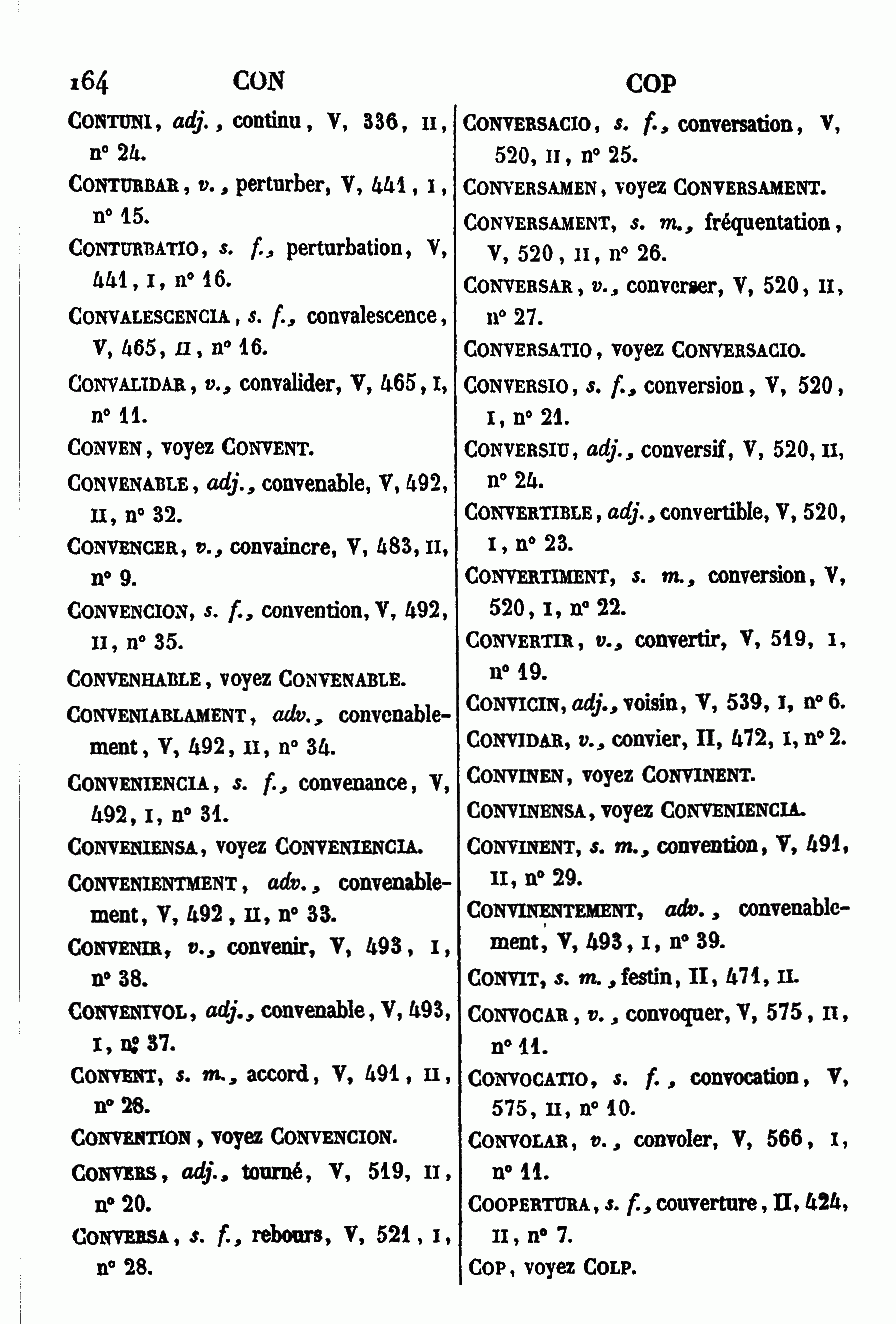 164 CON
CONTUNI, adj., continu, V, 336, II,
n° 24.
CONTURBAR, v., perturber, V, 441, I,
n° 15.
CONTURBATIO, s. f., perturbation, V,
441, I, n° 16.
CONVALESCENCIA, s. f., convalescence,
V, 465, II, n° 16.
CONVALIDAR, v., convalider, V, 465, I,
n° 11.
CONVEN, voyez CONVENT.
CONVENABLE, adj., convenable, V, 492,
II, n° 32.
CONVENCER, v., convaincre, V, 483, II,
n° 9.
CONVENCION, s. f., convention, V, 492,
II, n° 35.
CONVENHABLE, voyez CONVENABLE.
CONVENIABLAMENT, adv., convenable-
ment, V, 492, II, n° 34.
CONVENIENCIA, s. f., convenance, V,
492, I, n° 31.
CONVENIENSA, voyez CONVENIENCIA.
CONVENIENTMENT, adv., convenable-
ment, V, 492, II, n° 33.
CONVENIR, v., convenir, V, 493, I,
n° 38.
CONVENIVOL, adj., convenable, V, 493,
I, n° 37.
CONVENT, s. m., accord, V, 491, II,
n° 28.
CONVENTION, voyez CONVENCION.
CONVERS, adj., tourné, V, 519, II,
n° 20.
CONVERSA, s. f., rebours, V, 521, I,
n° 28.
COP
CONVERSACIO, s. f., conversation, V,
520, II, n° 25.
CONVERSAMEN, voyez CONVERSAMENT.
CONVERSAMENT, s. m., fréquentation,
V, 520, II, n° 26.
CONVERSAR, v., converser, V, 520, II,
n° 27.
CONVERSATIO, voyez CONVERSACIO.
CONVERSIO, s. f., conversion, V, 520,
I, n° 21.
CONVERSIU, adj., conversif, V, 520, II,
n° 24.
CONVERTIBLE, adj., convertible, V, 520,
I, n° 23.
CONVERTIMENT, s. m., conversion, V,
520, I, n° 22.
CONVERTIR, v., convertir, V, 519, I,
n° 19.
CONVICIN, adj., voisin, V, 539, I, n° 6.
CONVIDAR, v., convier, II, 472, I, n° 2.
CONVINEN, voyez CONVINENT.
CONVINENSA, voyez CONVENIENCIA.
CONVINENT, s. m., convention, V, 491,
II, n° 29.
CONVINENTEMENT, adv., convenable-
ment, V, 493, I, n° 39.
CONVIT, s. m., festin, II, 471, II.
CONVOCAR, v., convoquer, V, 575, II,
n° 11.
CONVOCATIO, s. f., convocation, V,
575, II, n° 10.
CONVOLAR, v., convoler, V, 566, I,
n° 11.
COOPERTURA, s. f., couverture, II, 424,
II, n° 7.
COP, voyez COLP.